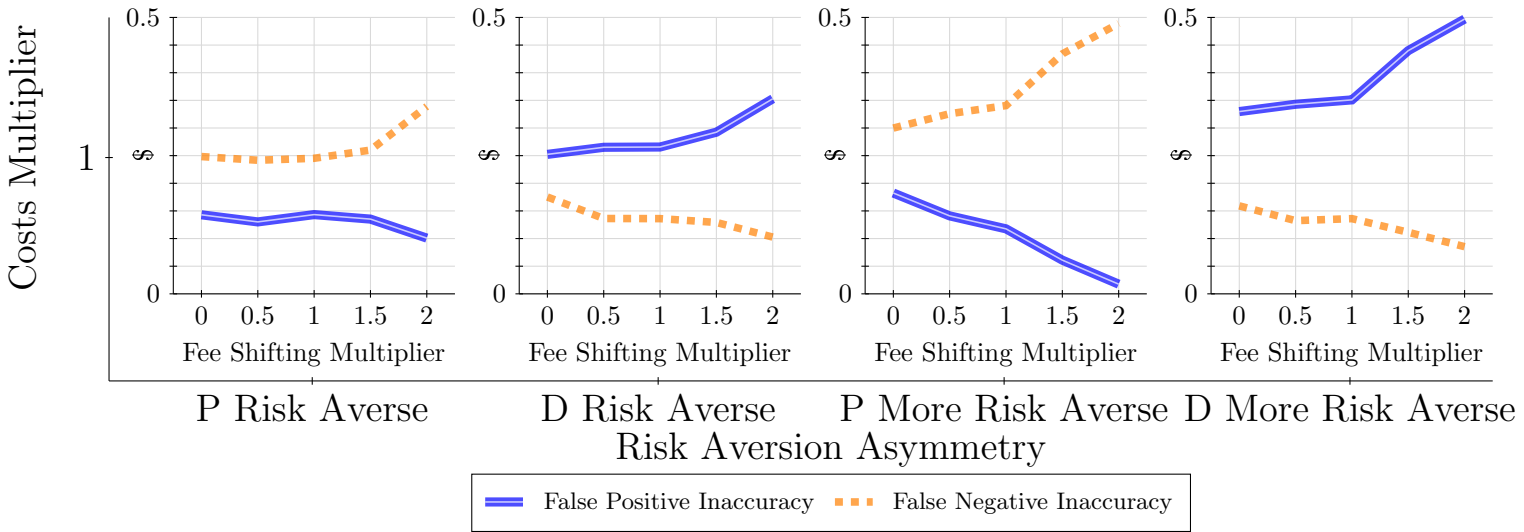 Costs Multiplier
1
0.5
$
0
0 0.5 1 1.5 2
Fee Shifting Multiplier
0.5
$
0
0 0.5 1 1.5 2
Fee Shifting Multiplier
0.5
$
0
0 0.5 1 1.5 2
Fee Shifting Multiplier
0.5
$
0
0 0.5 1 1.5 2
Fee Shifting Multiplier
P Risk Averse
D Risk Averse
P More Risk Averse
D More Risk Averse
Risk Aversion Asymmetry
False Positive Inaccuracy
False Negative Inaccuracy